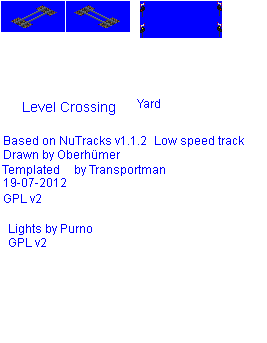 Level Crossing Yard
Based on NuTracks v1.1.2 Low speed track
Drawn by Oberhümer
Templated by Transportman
19-07-2012
GPL v2
Lights by Purno
GPL v2